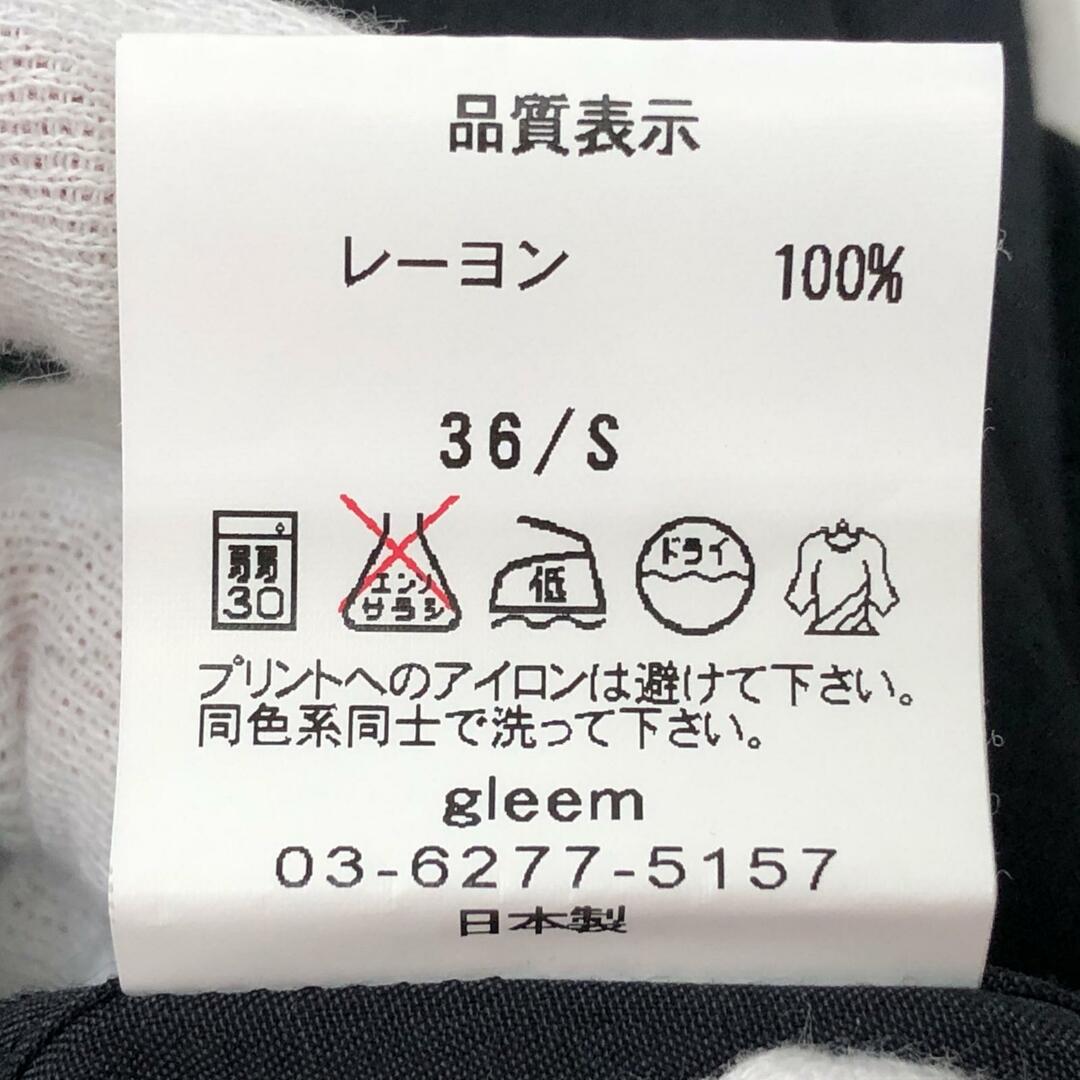 品質表示
レーヨン 100%
36/S
弱 30 エンソ サラシ 低 ドライ
プリントへのアイロンは避けて下さい。
同色系同士で洗って下さい。
gleem
03-6277-5157
日本製